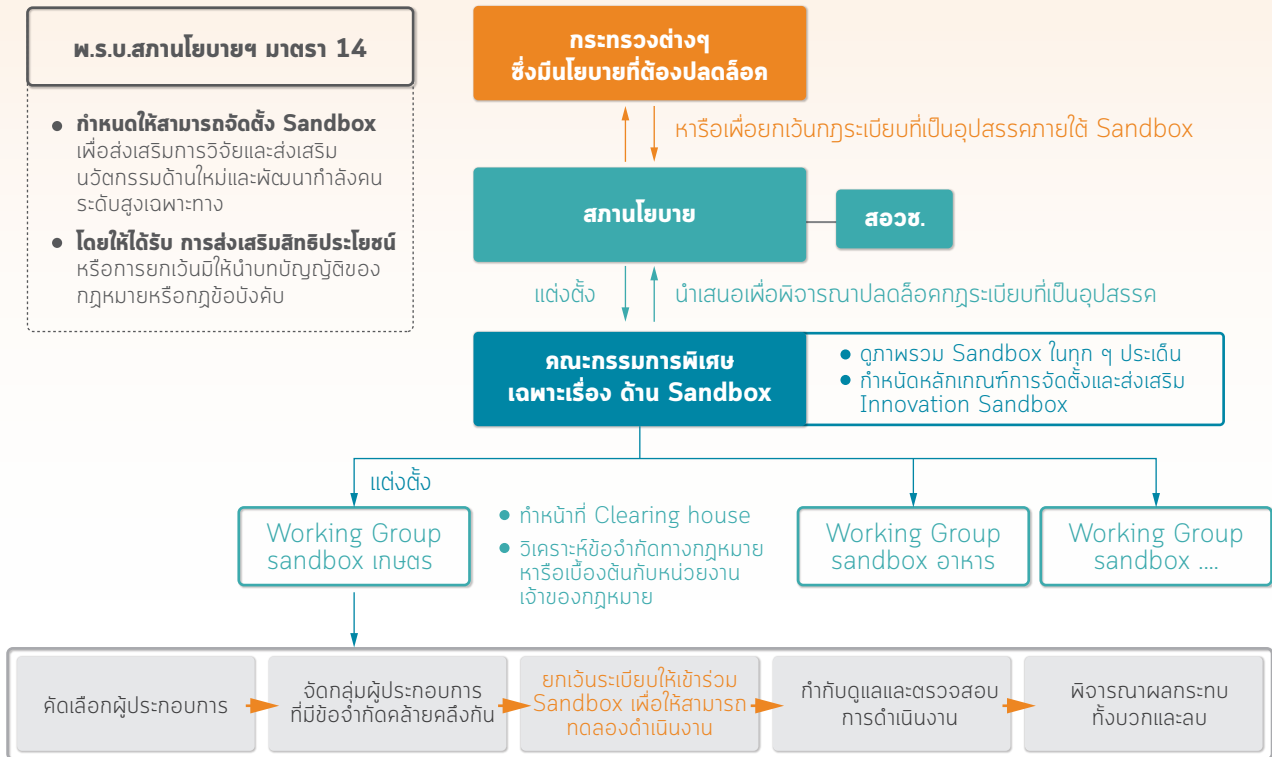 พ.ร.บ.สภานโยบายฯ มาตรา 14
● กำหนดให้สามารถจัดตั้ง Sandbox
เพื่อส่งเสริมการวิจัยและส่งเสริม
นวัตกรรมด้านใหม่และพัฒนากำลังคน
ระดับสูงเฉพาะทาง
● โดยให้ได้รับ การส่งเสริมสิทธิประโยชน์
หรือการยกเว้นมิให้นำบทบัญญัติของ
กฎหมายหรือกฎข้อบังคับ
กระทรวงต่างๆ
ซึ่งมีนโยบายที่ต้องปลดล็อค
หารือเพื่อยกเว้นกฎระเบียบที่เป็นอุปสรรคภายใต้ Sandbox
สภานโยบาย
สอวช.
แต่งตั้ง
นำเสนอเพื่อพิจารณาปลดล็อคกฎระเบียบที่เป็นอุปสรรค
คณะกรรมการพิเศษ
เฉพาะเรื่อง ด้าน Sandbox
● ดูภาพรวม Sandbox ในทุก ๆ ประเด็น
● กำหนัดหลักเกณฑ์การจัดตั้งและส่งเสริม
Innovation Sandbox
แต่งตั้ง
Working Group
sandbox เกษตร
● ทำหน้าที่ Clearing house
● วิเคราะห์ข้อจำกัดทางกฎหมาย
หารือเบื้องต้นกับหน่วยงาน
เจ้าของกฎหมาย
Working Group
sandbox อาหาร
Working Group
sandbox ....
คัดเลือกผู้ประกอบการ
จัดกลุ่มผู้ประกอบการ
ที่มีข้อจำกัดคล้ายคลึงกัน
ยกเว้นระเบียบให้เข้าร่วม
Sandbox เพื่อให้สามารถ
ทดลองดำเนินงาน
กำกับดูแลและตรวจสอบ
การดำเนินงาน
พิจารณาผลกระทบ
ทั้งบวกและลบ